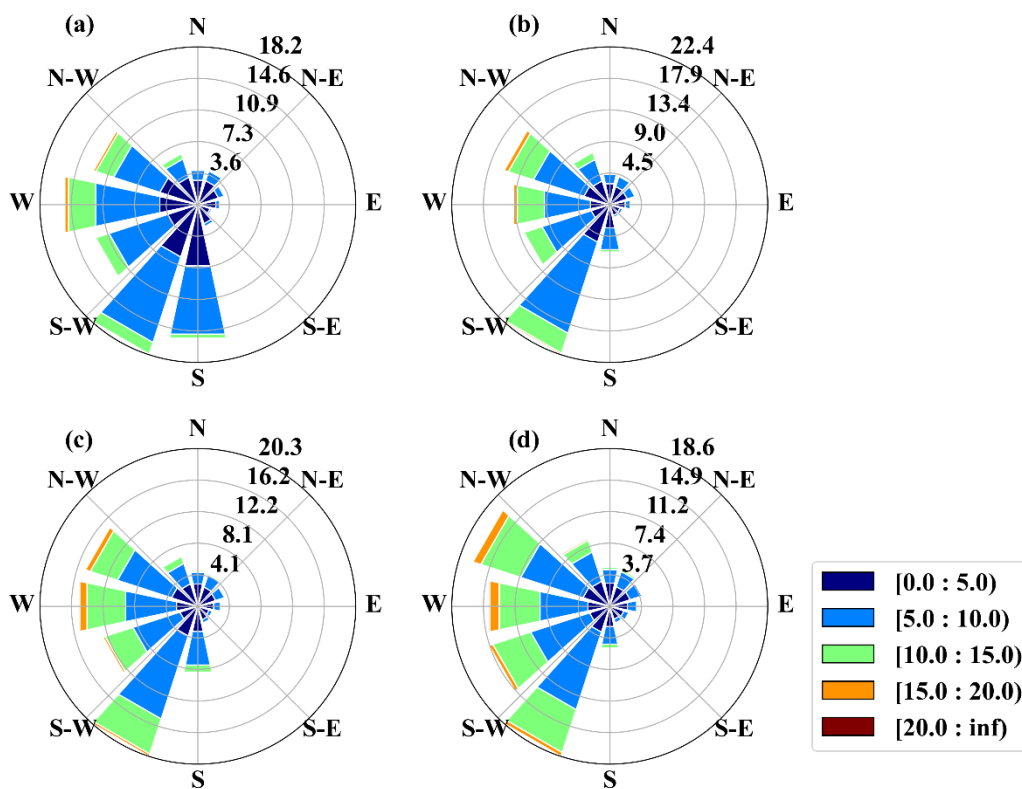 (a)
N
18.2
14.6
10.9
7.3
3.6
N-W
N-E
W
E
S-W
S-E
S
(b)
N
22.4
17.9
13.4
9.0
4.5
N-W
N-E
W
E
S-W
S-E
S
(c)
N
20.3
16.2
12.2
8.1
4.1
N-W
N-E
W
E
S-W
S-E
S
(d)
N
18.6
14.9
11.2
7.4
3.7
N-W
N-E
W
E
S-W
S-E
S
[0.0 : 5.0)
[5.0 : 10.0)
[10.0 : 15.0)
[15.0 : 20.0)
[20.0 : inf)